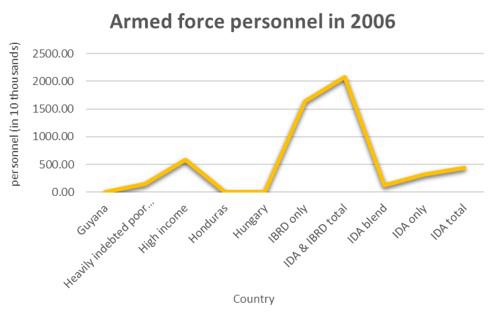 Armed force personnel in 2006
personnel (in 10 thousands)
2500.00
2000.00
1500.00
1000.00
500.00
0.00
Guyana
Heavily indebted poor...
High income
Honduras
Hungary
IBRD only
IDA & IBRD total
IDA blend
IDA only
IDA total
Country